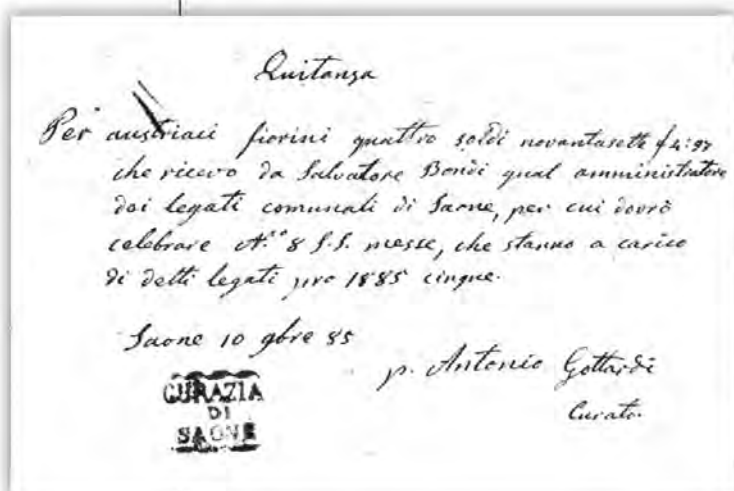 Quitanza
Per austriaci fiorini quattro soldi novantasette f 4:97
che ricevo da Salvatore Bondi qual amministratore
dei legati comunali di Saone, per cui dovrò
celebrare N.ro 8 S.S. messe, che stanno a carico
di detti legati pro 1885 cinque.
Saone 10 9bre 85
p. Antonio Gottardi
Curato.
CURAZIA
DI
SAONE